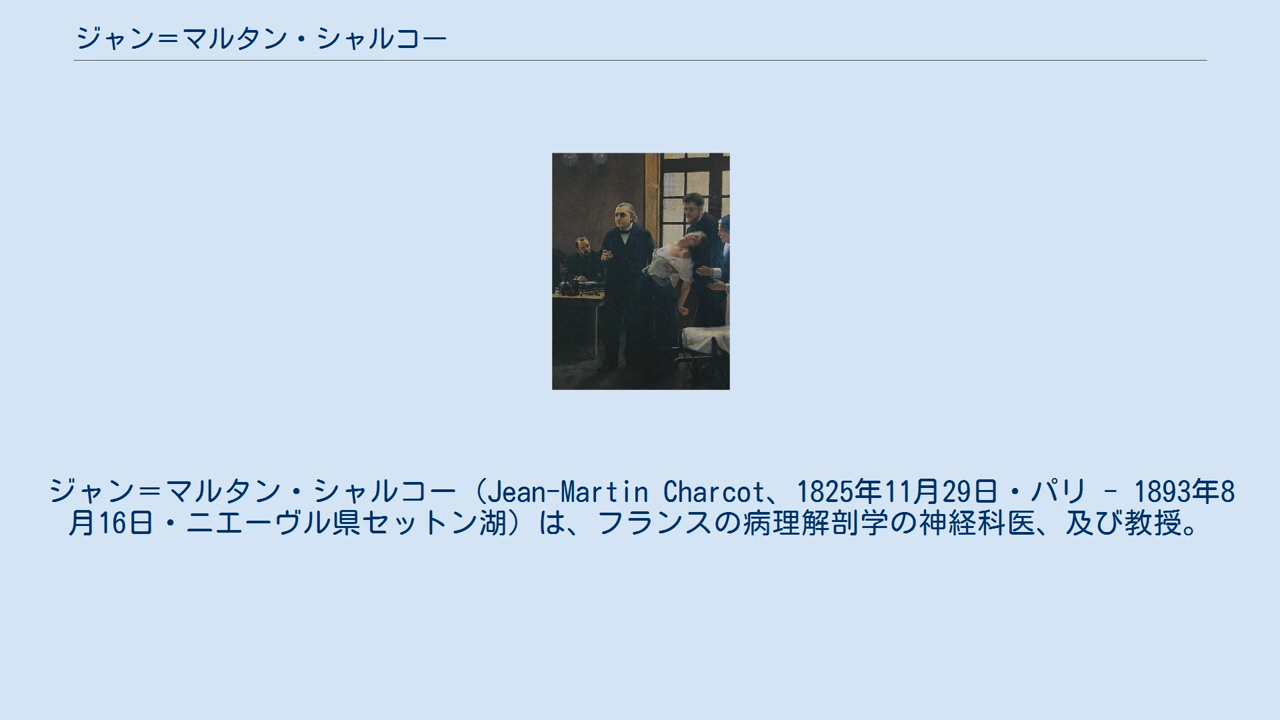 ジャン＝マルタン・シャルコー
ジャン＝マルタン・シャルコー（Jean-Martin Charcot、1825年11月29日・パリ - 1893年8
月16日・ニエーヴル県セットン湖）は、フランスの病理解剖学の神経科医、及び教授。